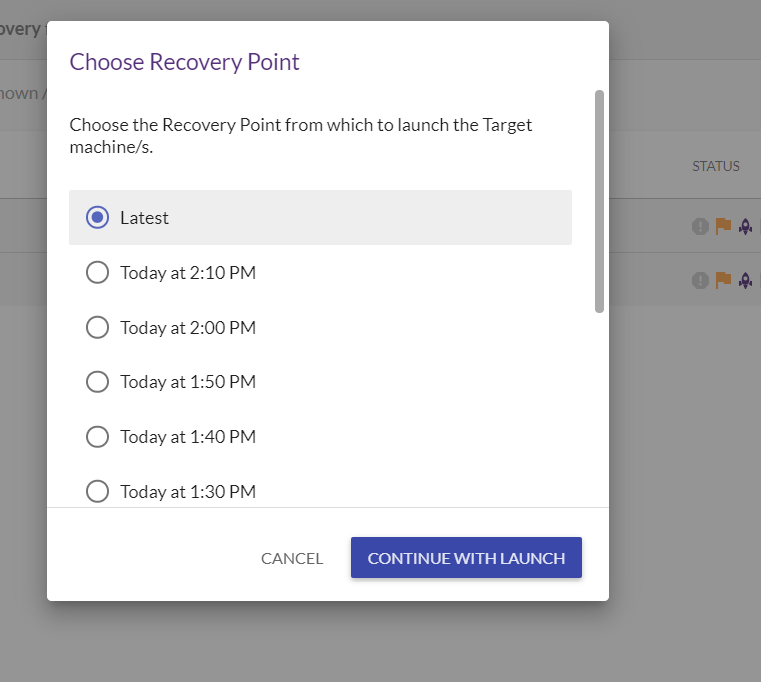 Choose Recovery Point
Choose the Recovery Point from which to launch the Target
machine/s.
STATUS
Latest
Today at 2:10 PM
Today at 2:00 PM
Today at 1:50 PM
Today at 1:40 PM
Today at 1:30 PM
CANCEL
CONTINUE WITH LAUNCH